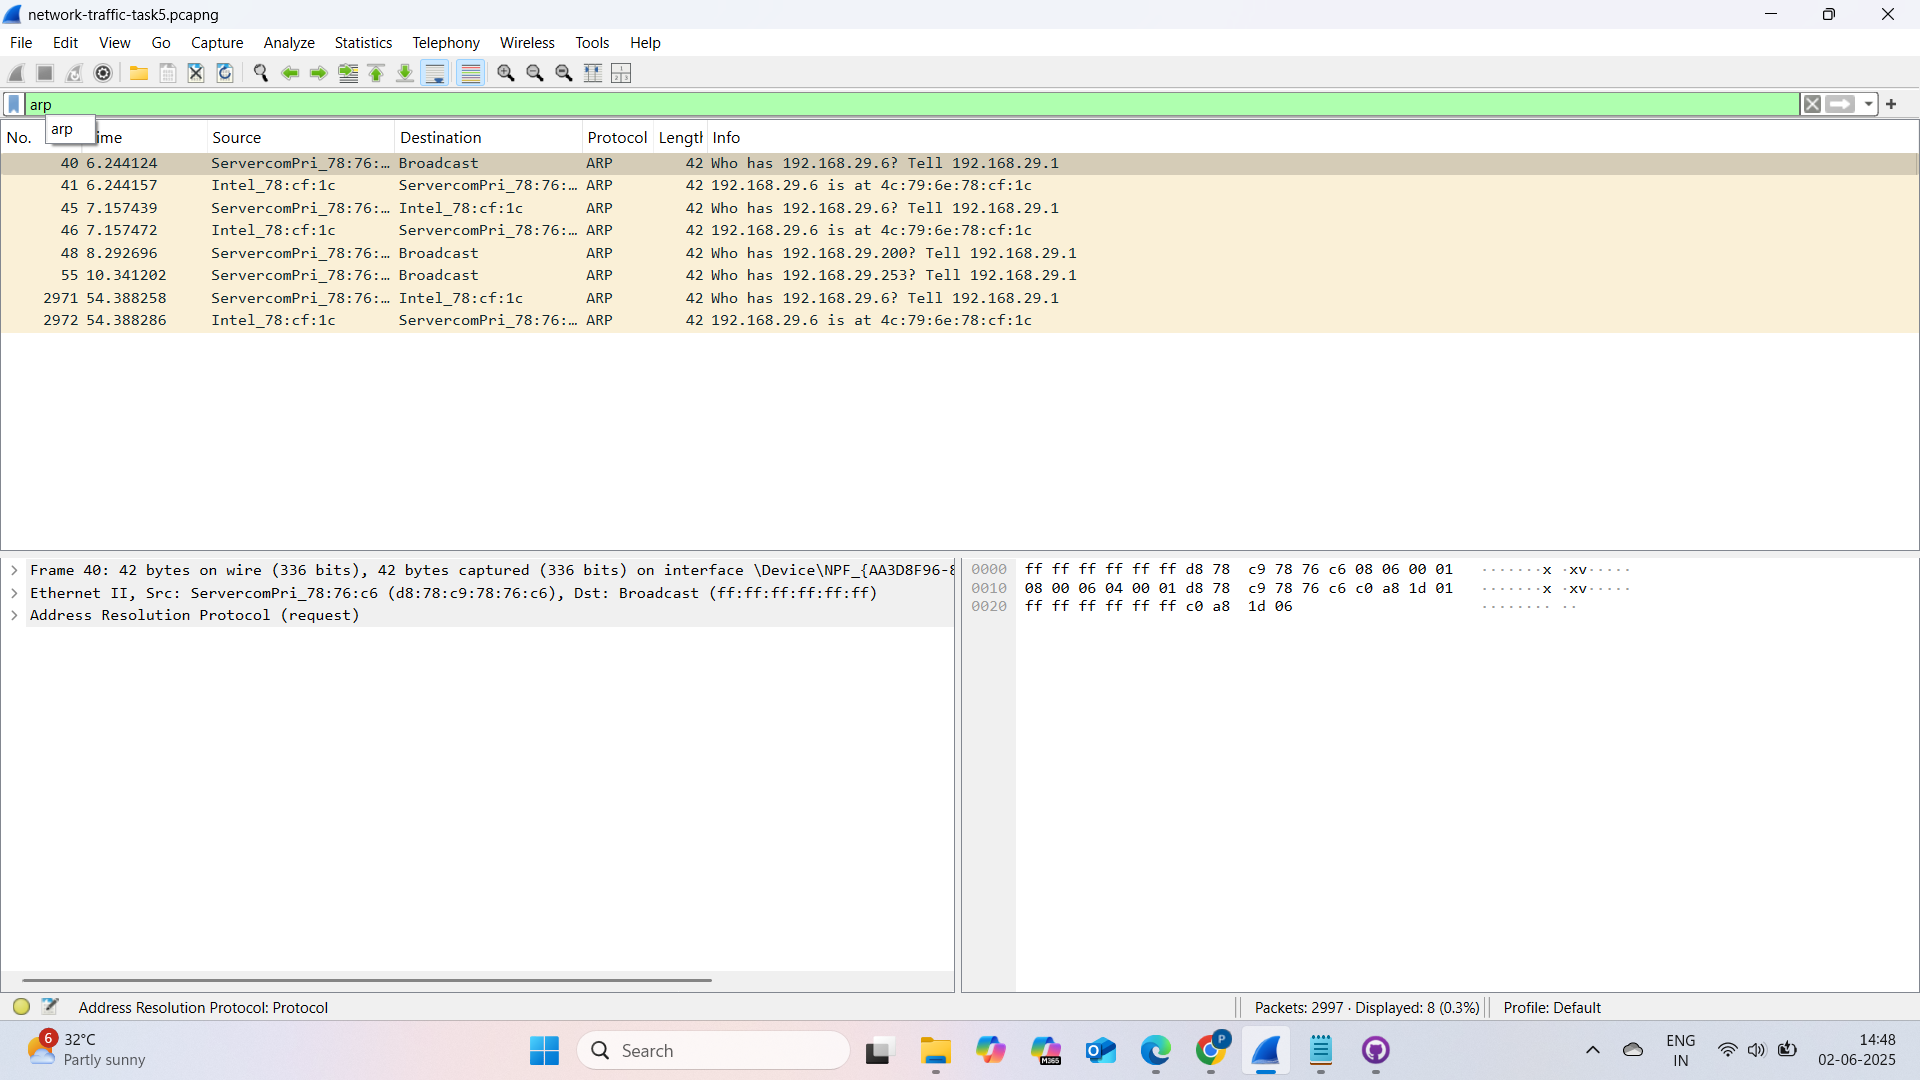 network-traffic-task5.pcapng
File Edit View Go Capture Analyze Statistics Telephony Wireless Tools Help
arp
arp
No. ime Source Destination Protocol Length Info
40 6.244124 ServercomPri_78:76:… Broadcast ARP 42 Who has 192.168.29.6? Tell 192.168.29.1
41 6.244157 Intel_78:cf:1c ServercomPri_78:76:… ARP 42 192.168.29.6 is at 4c:79:6e:78:cf:1c
45 7.157439 ServercomPri_78:76:… Intel_78:cf:1c ARP 42 Who has 192.168.29.6? Tell 192.168.29.1
46 7.157472 Intel_78:cf:1c ServercomPri_78:76:… ARP 42 192.168.29.6 is at 4c:79:6e:78:cf:1c
48 8.292696 ServercomPri_78:76:… Broadcast ARP 42 Who has 192.168.29.200? Tell 192.168.29.1
55 10.341202 ServercomPri_78:76:… Broadcast ARP 42 Who has 192.168.29.253? Tell 192.168.29.1
2971 54.388258 ServercomPri_78:76:… Intel_78:cf:1c ARP 42 Who has 192.168.29.6? Tell 192.168.29.1
2972 54.388286 Intel_78:cf:1c ServercomPri_78:76:… ARP 42 192.168.29.6 is at 4c:79:6e:78:cf:1c
Frame 40: 42 bytes on wire (336 bits), 42 bytes captured (336 bits) on interface \Device\NPF_{AA3D8F96-8
Ethernet II, Src: ServercomPri_78:76:c6 (d8:78:c9:78:76:c6), Dst: Broadcast (ff:ff:ff:ff:ff:ff)
Address Resolution Protocol (request)
0000 ff ff ff ff ff ff d8 78 c9 78 76 c6 08 06 00 01 ·······x ·xv·····
0010 08 00 06 04 00 01 d8 78 c9 78 76 c6 c0 a8 1d 01 ·······x ·xv·····
0020 ff ff ff ff ff ff c0 a8 1d 06 ········ ··
Address Resolution Protocol: Protocol
Packets: 2997 · Displayed: 8 (0.3%)
Profile: Default
6
32°C
Partly sunny
Search
M365
P
ENG
IN
14:48
02-06-2025